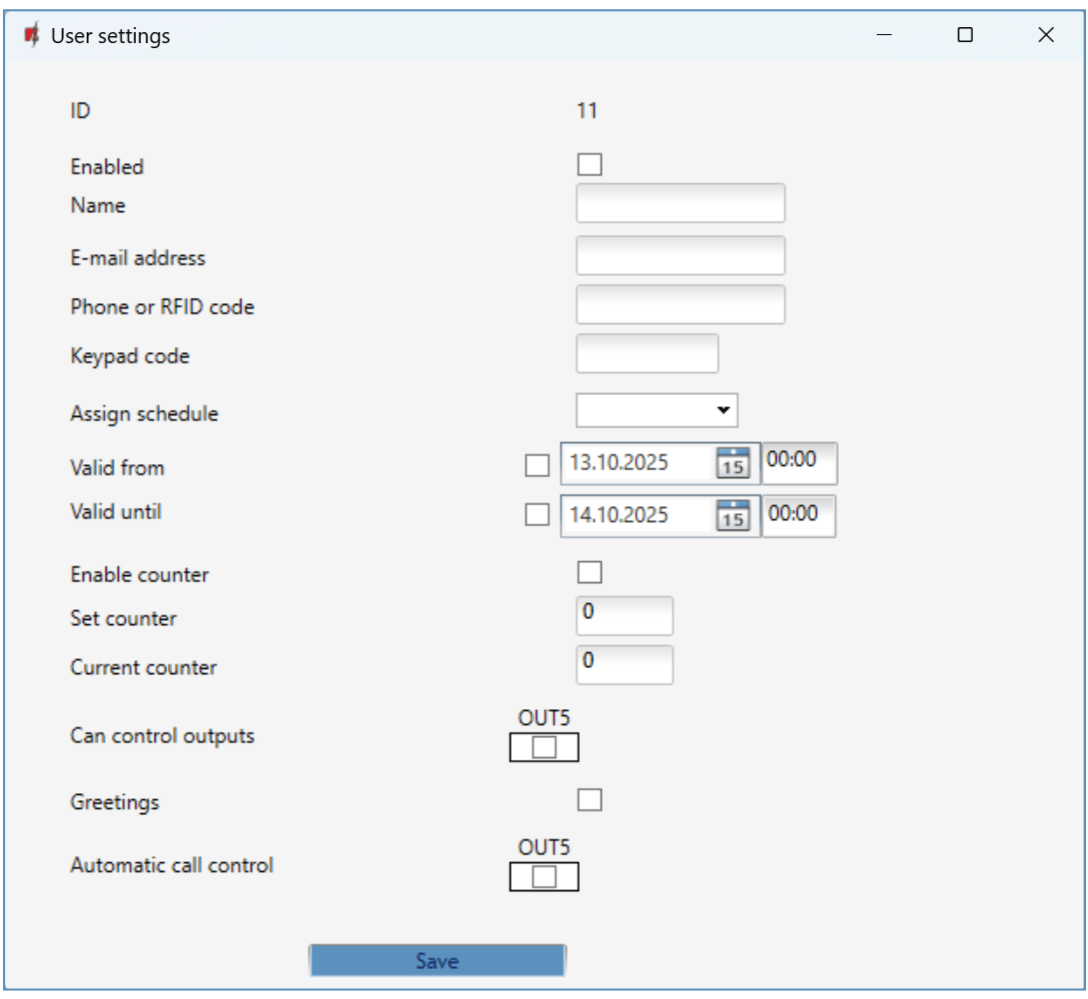 User settings
ID 11
Enabled
Name
E-mail address
Phone or RFID code
Keypad code
Assign schedule
Valid from 13.10.2025 15 00:00
Valid until 14.10.2025 15 00:00
Enable counter
Set counter 0
Current counter 0
OUT5
Can control outputs
Greetings
OUT5
Automatic call control
Save